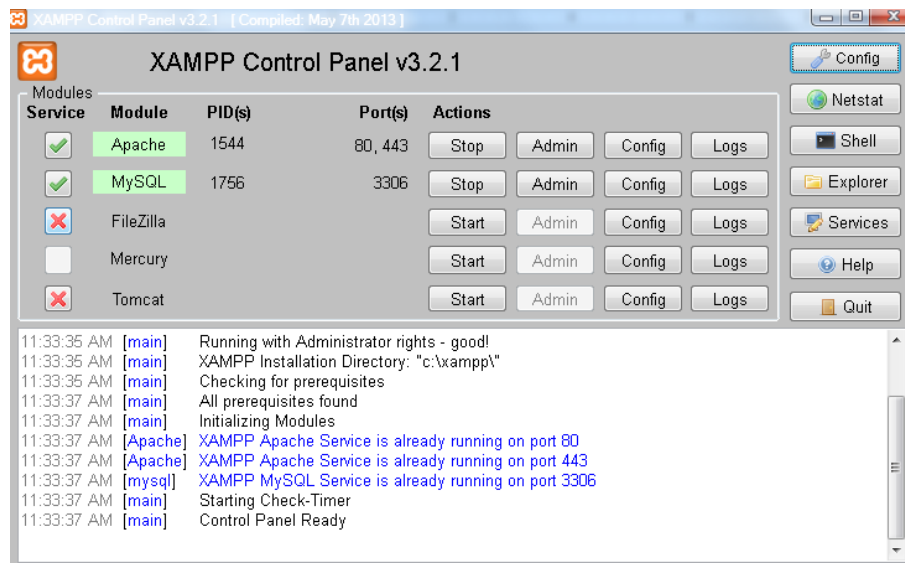 XAMPP Control Panel v3.2.1 [ Compiled: May 7th 2013 ]
XAMPP Control Panel v3.2.1
Config
Modules
Service Module PID(s) Port(s) Actions
Netstat
Apache 1544 80, 443 Stop Admin Config Logs
Shell
MySQL 1756 3306 Stop Admin Config Logs
Explorer
FileZilla Start Admin Config Logs
Services
Mercury Start Admin Config Logs
Help
Tomcat Start Admin Config Logs
Quit
11:33:35 AM [main] Running with Administrator rights - good!
11:33:35 AM [main] XAMPP Installation Directory: "c:\xampp\"
11:33:35 AM [main] Checking for prerequisites
11:33:37 AM [main] All prerequisites found
11:33:37 AM [main] Initializing Modules
11:33:37 AM [Apache] XAMPP Apache Service is already running on port 80
11:33:37 AM [Apache] XAMPP Apache Service is already running on port 443
11:33:37 AM [mysql] XAMPP MySQL Service is already running on port 3306
11:33:37 AM [main] Starting Check-Timer
11:33:37 AM [main] Control Panel Ready